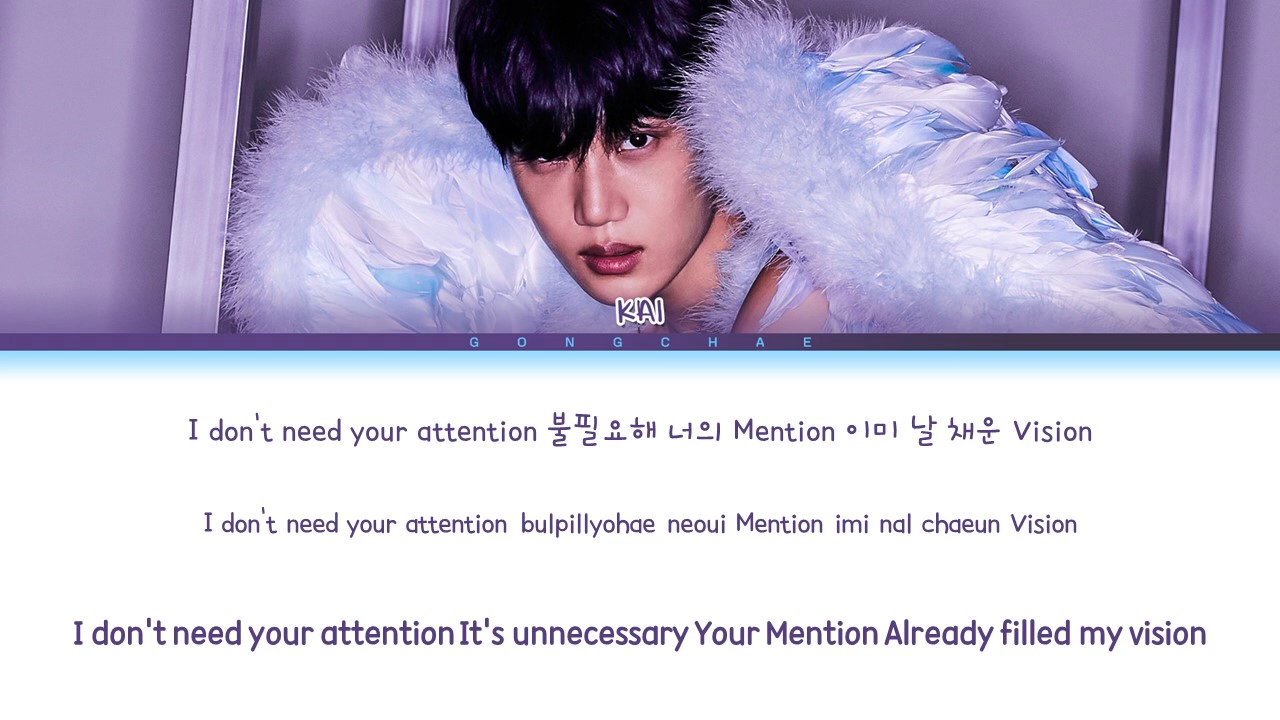 KAI
GONGCHAE
I don't need your attention 불필요해 너의 Mention 이미 날 채운 Vision
I don't need your attention bulpillyohae neoui Mention imi nal chaeun Vision
I don't need your attention It's unnecessary Your Mention Already filled my vision